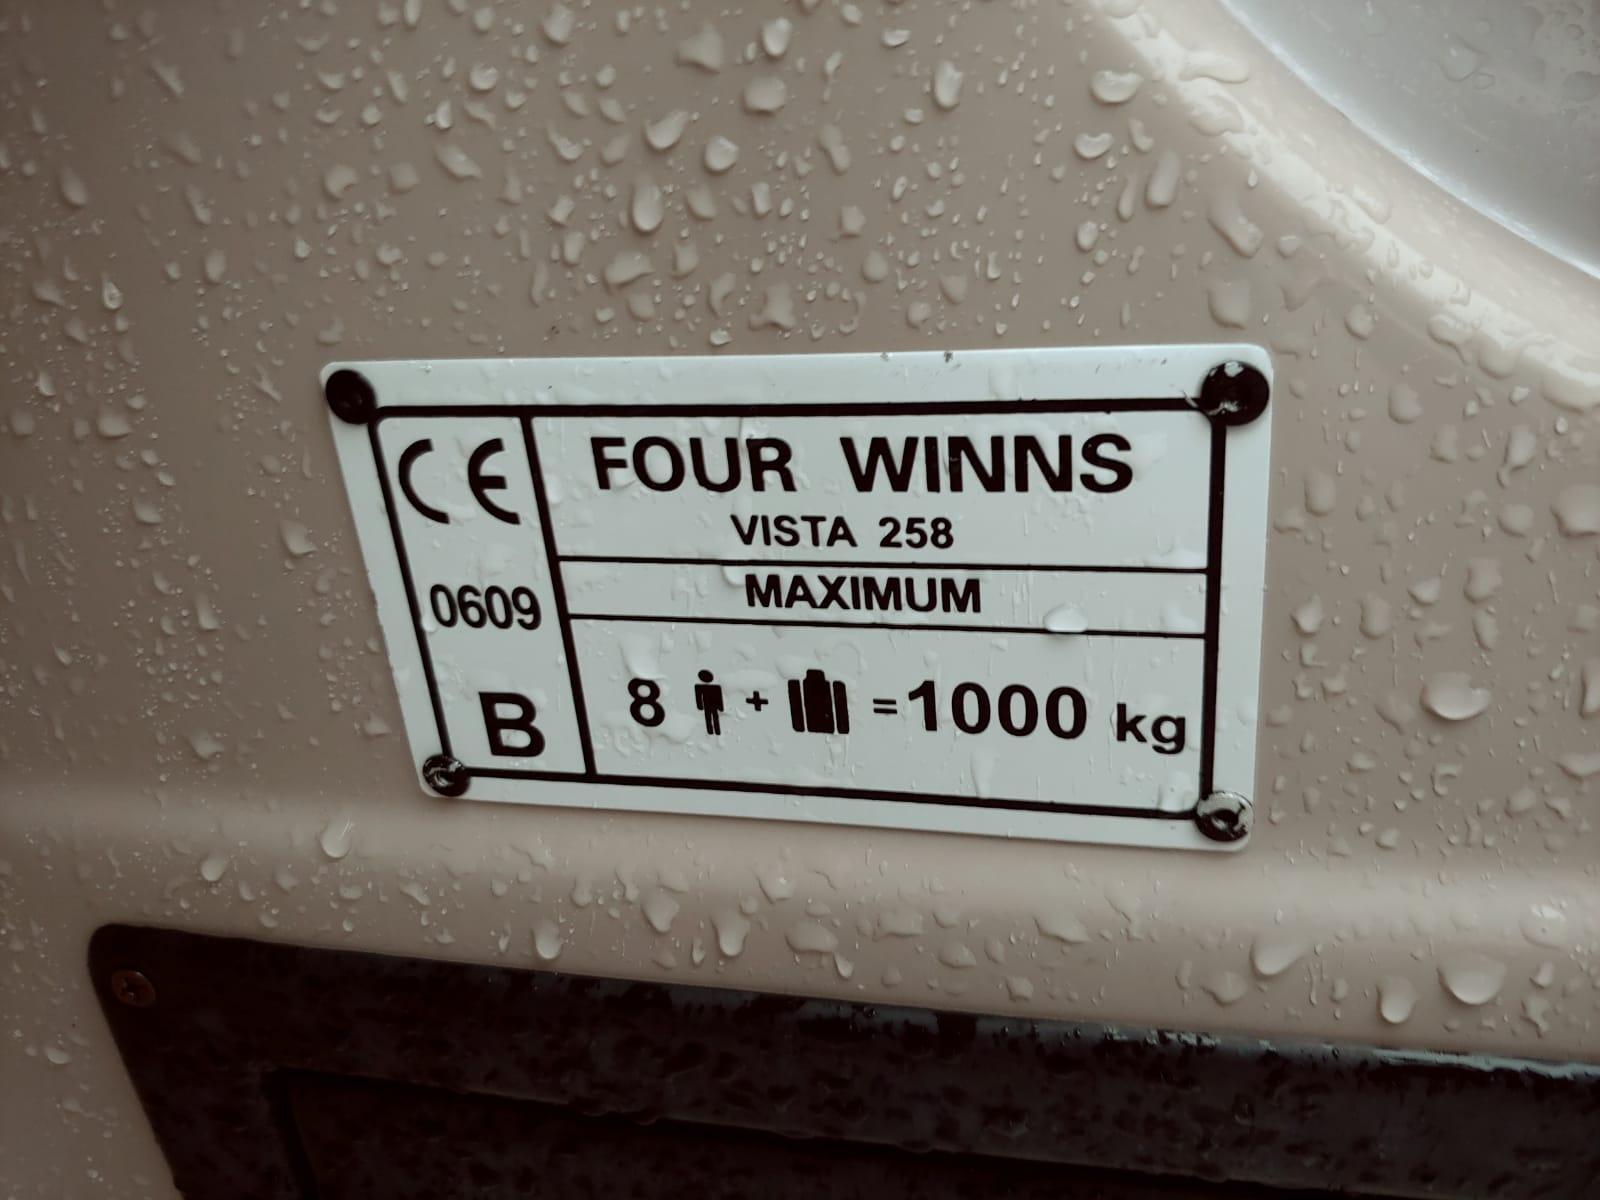 CE
0609
B
FOUR WINNS
VISTA 258
MAXIMUM
8 + = 1000 kg